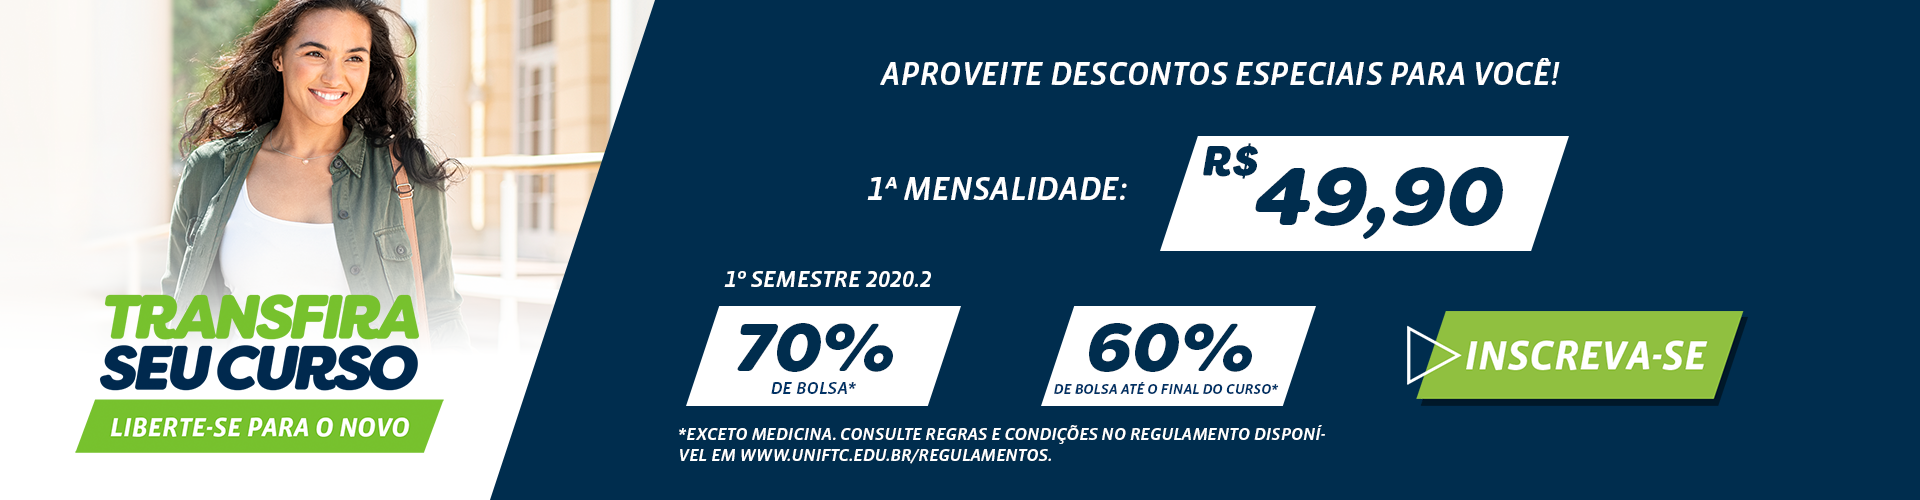 TRANSFIRA
SEU CURSO
LIBERTE-SE PARA O NOVO
APROVEITE DESCONTOS ESPECIAIS PARA VOCÊ!
1ª MENSALIDADE:
R$ 49,90
1º SEMESTRE 2020.2
70%
DE BOLSA*
60%
DE BOLSA ATÉ O FINAL DO CURSO*
INSCREVA-SE
*EXCETO MEDICINA. CONSULTE REGRAS E CONDIÇÕES NO REGULAMENTO DISPONÍ-
VEL EM WWW.UNIFTC.EDU.BR/REGULAMENTOS.